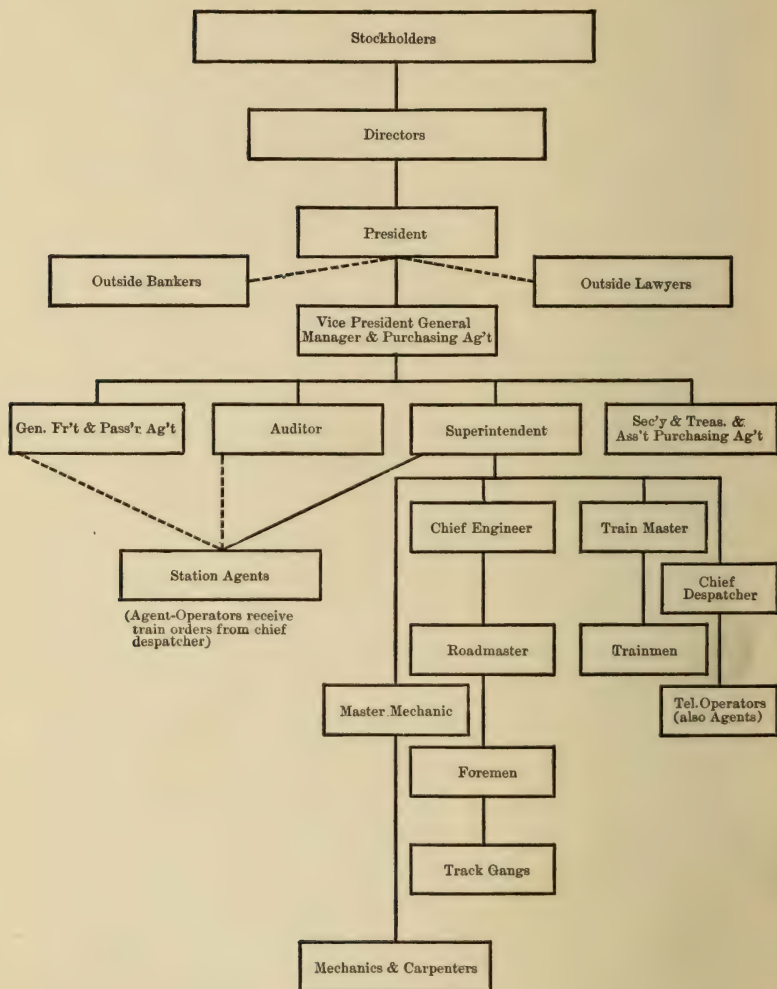 Stockholders
Directors
President
Outside Bankers
Outside Lawyers
Vice President General
Manager & Purchasing Ag't
Gen. Fr't & Pass'r. Ag't
Auditor
Superintendent
Sec'y & Treas. &
Ass't Purchasing Ag't
Station Agents
(Agent-Operators receive
train orders from chief
despatcher)
Chief Engineer
Train Master
Chief
Despatcher
Roadmaster
Trainmen
Master Mechanic
Tel. Operators
(also Agents)
Foremen
Track Gangs
Mechanics & Carpenters